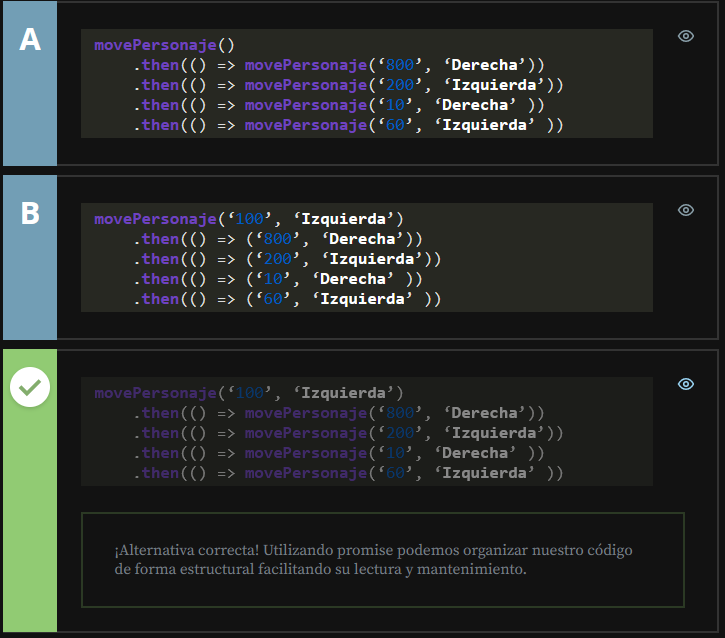 A
movePersonaje()
.then(() => movePersonaje(‘800’, ‘Derecha’))
.then(() => movePersonaje(‘200’, ‘Izquierda’))
.then(() => movePersonaje(‘10’, ‘Derecha’ ))
.then(() => movePersonaje(‘60’, ‘Izquierda’ ))
B
movePersonaje(‘100’, ‘Izquierda’)
.then(() => (‘800’, ‘Derecha’))
.then(() => (‘200’, ‘Izquierda’))
.then(() => (‘10’, ‘Derecha’ ))
.then(() => (‘60’, ‘Izquierda’ ))
movePersonaje(‘100’, ‘Izquierda’)
.then(() => movePersonaje(‘800’, ‘Derecha’))
.then(() => movePersonaje(‘200’, ‘Izquierda’))
.then(() => movePersonaje(‘10’, ‘Derecha’ ))
.then(() => movePersonaje(‘60’, ‘Izquierda’ ))
¡Alternativa correcta! Utilizando promise podemos organizar nuestro código
de forma estructural facilitando su lectura y mantenimiento.